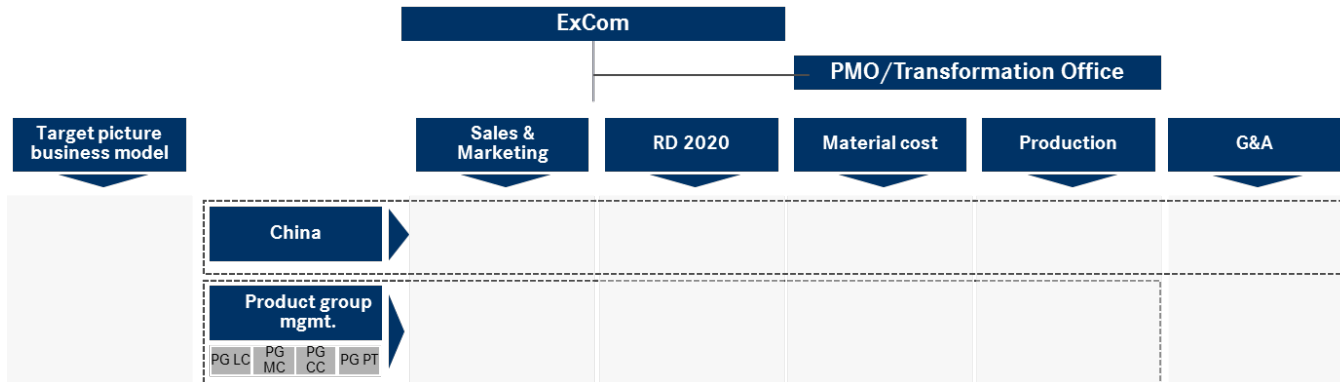 ExCom
PMO/Transformation Office
Target picture
business model
Sales &
Marketing
RD 2020
Material cost
Production
G&A
China
Product group
mgmt.
PG LC
PG
MC
PG
CC
PG PT